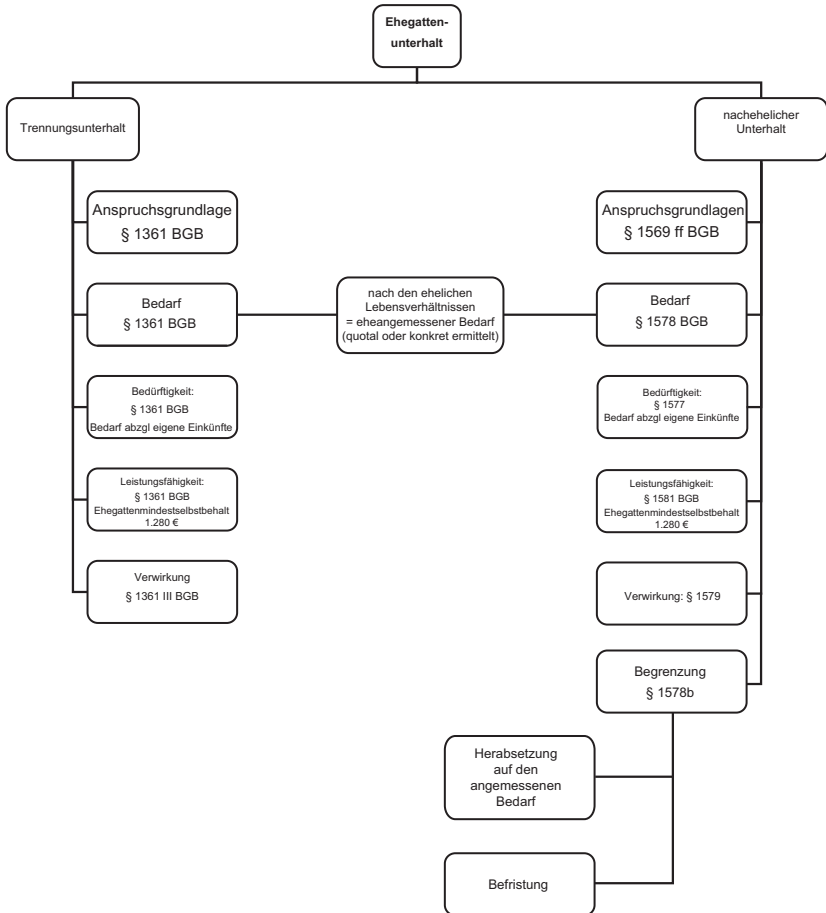 Ehegatten-
unterhalt
Trennungsunterhalt
nachehelicher
Unterhalt
Anspruchsgrundlage
§ 1361 BGB
Anspruchsgrundlagen
§ 1569 ff BGB
Bedarf
§ 1361 BGB
nach den ehelichen
Lebensverhältnissen
= eheangemessener Bedarf
(quotal oder konkret ermittelt)
Bedarf
§ 1578 BGB
Bedürftigkeit:
§ 1361 BGB
Bedarf abzgl eigene Einkünfte
Bedürftigkeit:
§ 1577
Bedarf abzgl eigene Einkünfte
Leistungsfähigkeit:
§ 1361 BGB
Ehegattenmindestselbstbehalt
1.280 €
Leistungsfähigkeit:
§ 1581 BGB
Ehegattenmindestselbstbehalt
1.280 €
Verwirkung
§ 1361 III BGB
Verwirkung: § 1579
Begrenzung
§ 1578b
Herabsetzung
auf den
angemessenen
Bedarf
Befristung